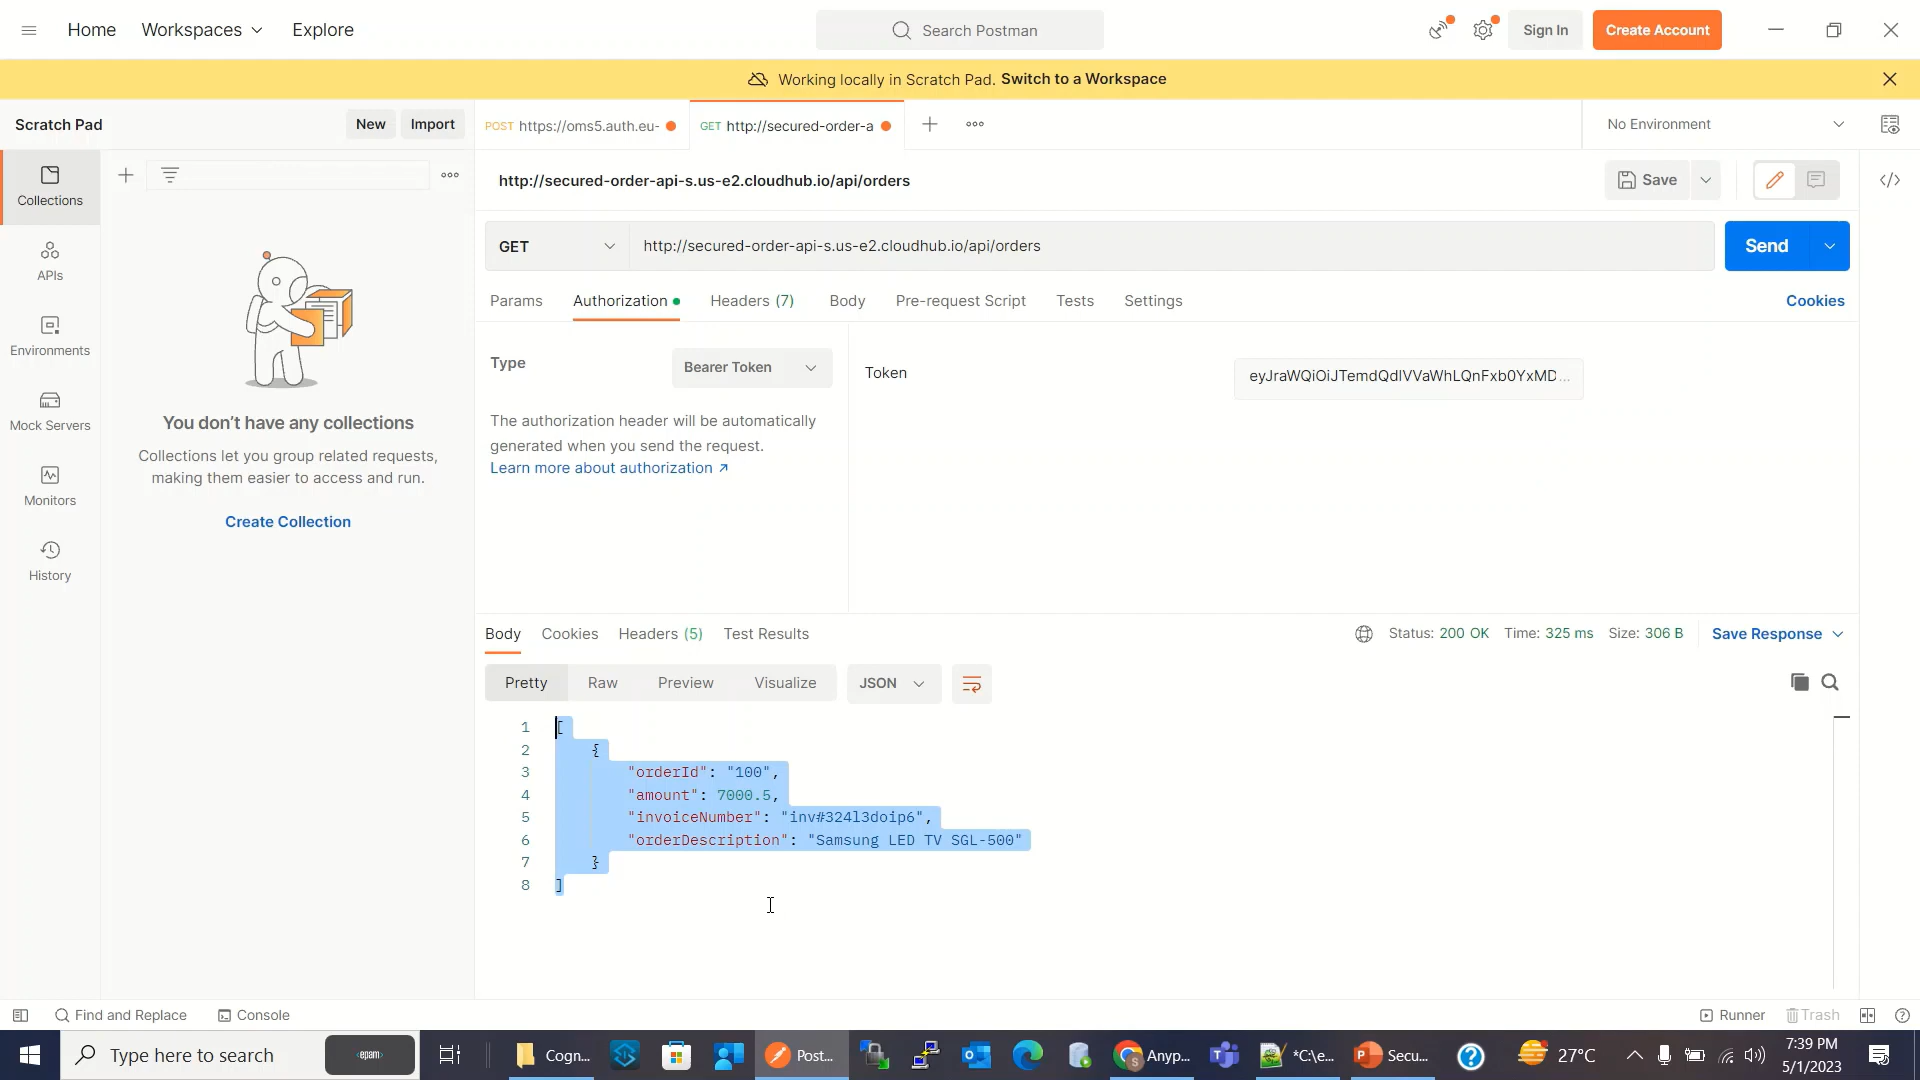 Home
Workspaces
Explore
Search Postman
Sign In
Create Account
Working locally in Scratch Pad. Switch to a Workspace
Scratch Pad
New
Import
POST https://oms5.auth.eu-
GET http://secured-order-a
No Environment
Collections
APIs
Environments
Mock Servers
Monitors
History
You don't have any collections
Collections let you group related requests,
making them easier to access and run.
Create Collection
http://secured-order-api-s.us-e2.cloudhub.io/api/orders
Save
GET
http://secured-order-api-s.us-e2.cloudhub.io/api/orders
Send
Params
Authorization
Headers (7)
Body
Pre-request Script
Tests
Settings
Cookies
Type
Bearer Token
The authorization header will be automatically
generated when you send the request.
Learn more about authorization ↗
Token
eyJraWQiOiJTemdQdlVVaWhLQnFxb0YxMD...
Body
Cookies
Headers (5)
Test Results
Status: 200 OK
Time: 325 ms
Size: 306 B
Save Response
Pretty
Raw
Preview
Visualize
JSON
1 [
2 {
3 "orderId": "100",
4 "amount": 7000.5,
5 "invoiceNumber": "inv#324l3doip6",
6 "orderDescription": "Samsung LED TV SGL-500"
7 }
8 ]
Find and Replace
Console
Runner
Trash
Type here to search
<epam>
Cogn...
Post...
Anyp...
*C:\e...
Secu...
27°C
7:39 PM
5/1/2023